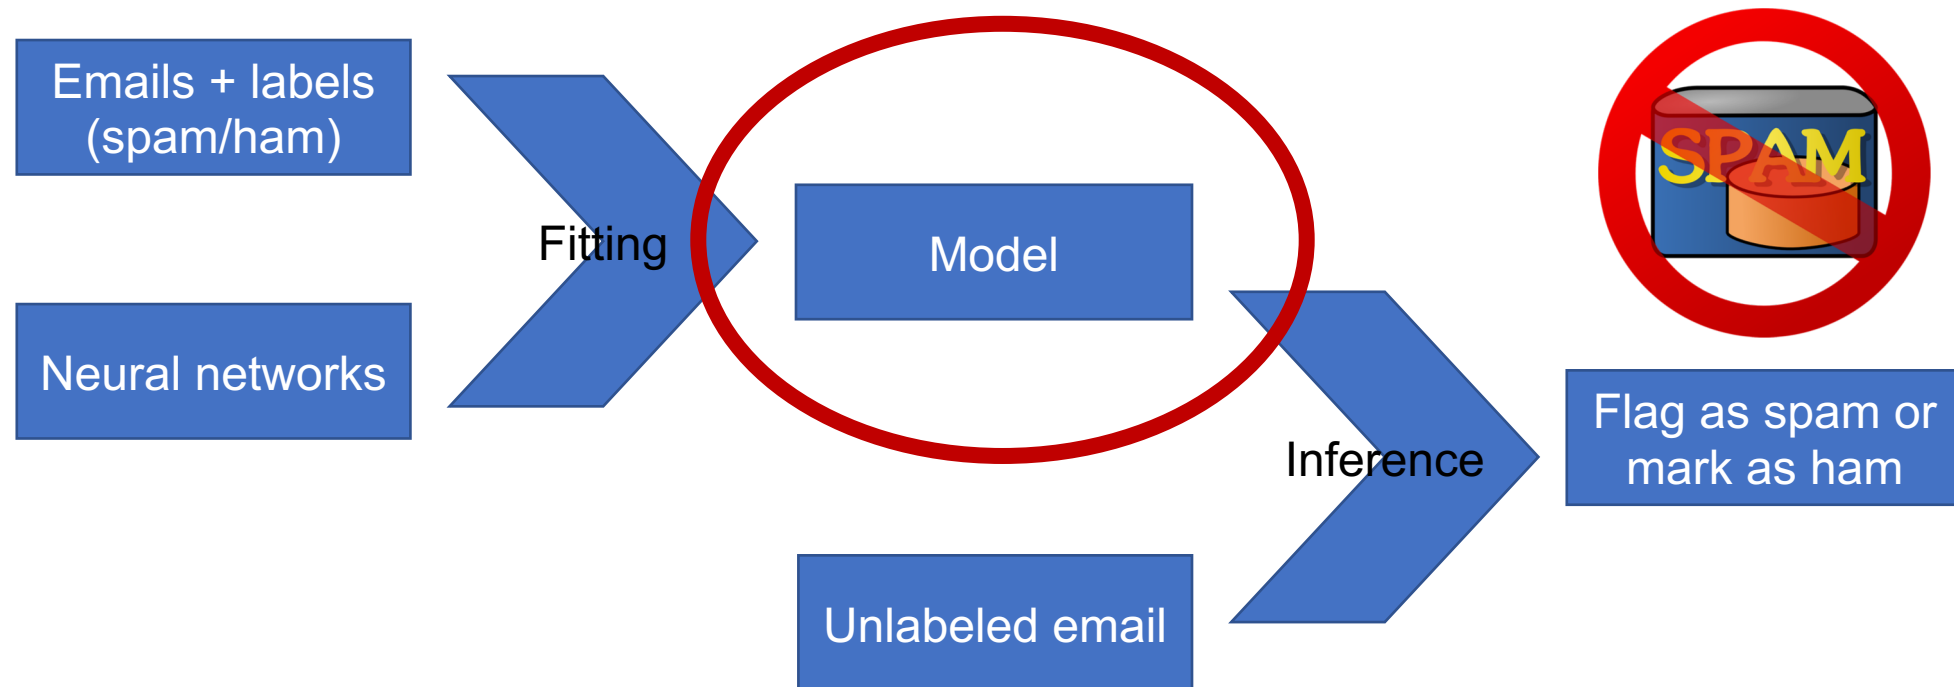 Emails + labels
(spam/ham)
Neural networks
Fitting
Model
Unlabeled email
Inference
SPAM
Flag as spam or
mark as ham